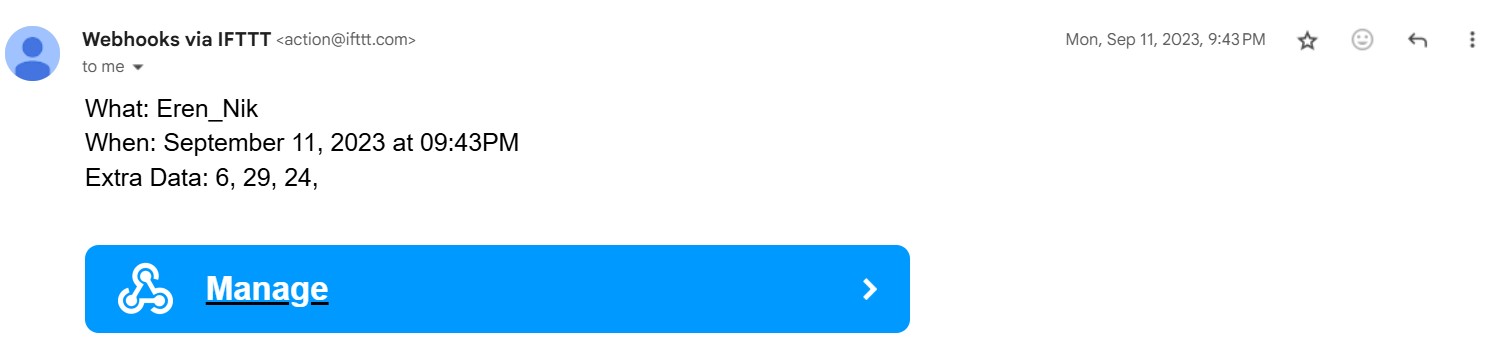 Webhooks via IFTTT <action@ifttt.com> Mon, Sep 11, 2023, 9:43 PM
to me
What: Eren_Nik
When: September 11, 2023 at 09:43PM
Extra Data: 6, 29, 24,
Manage